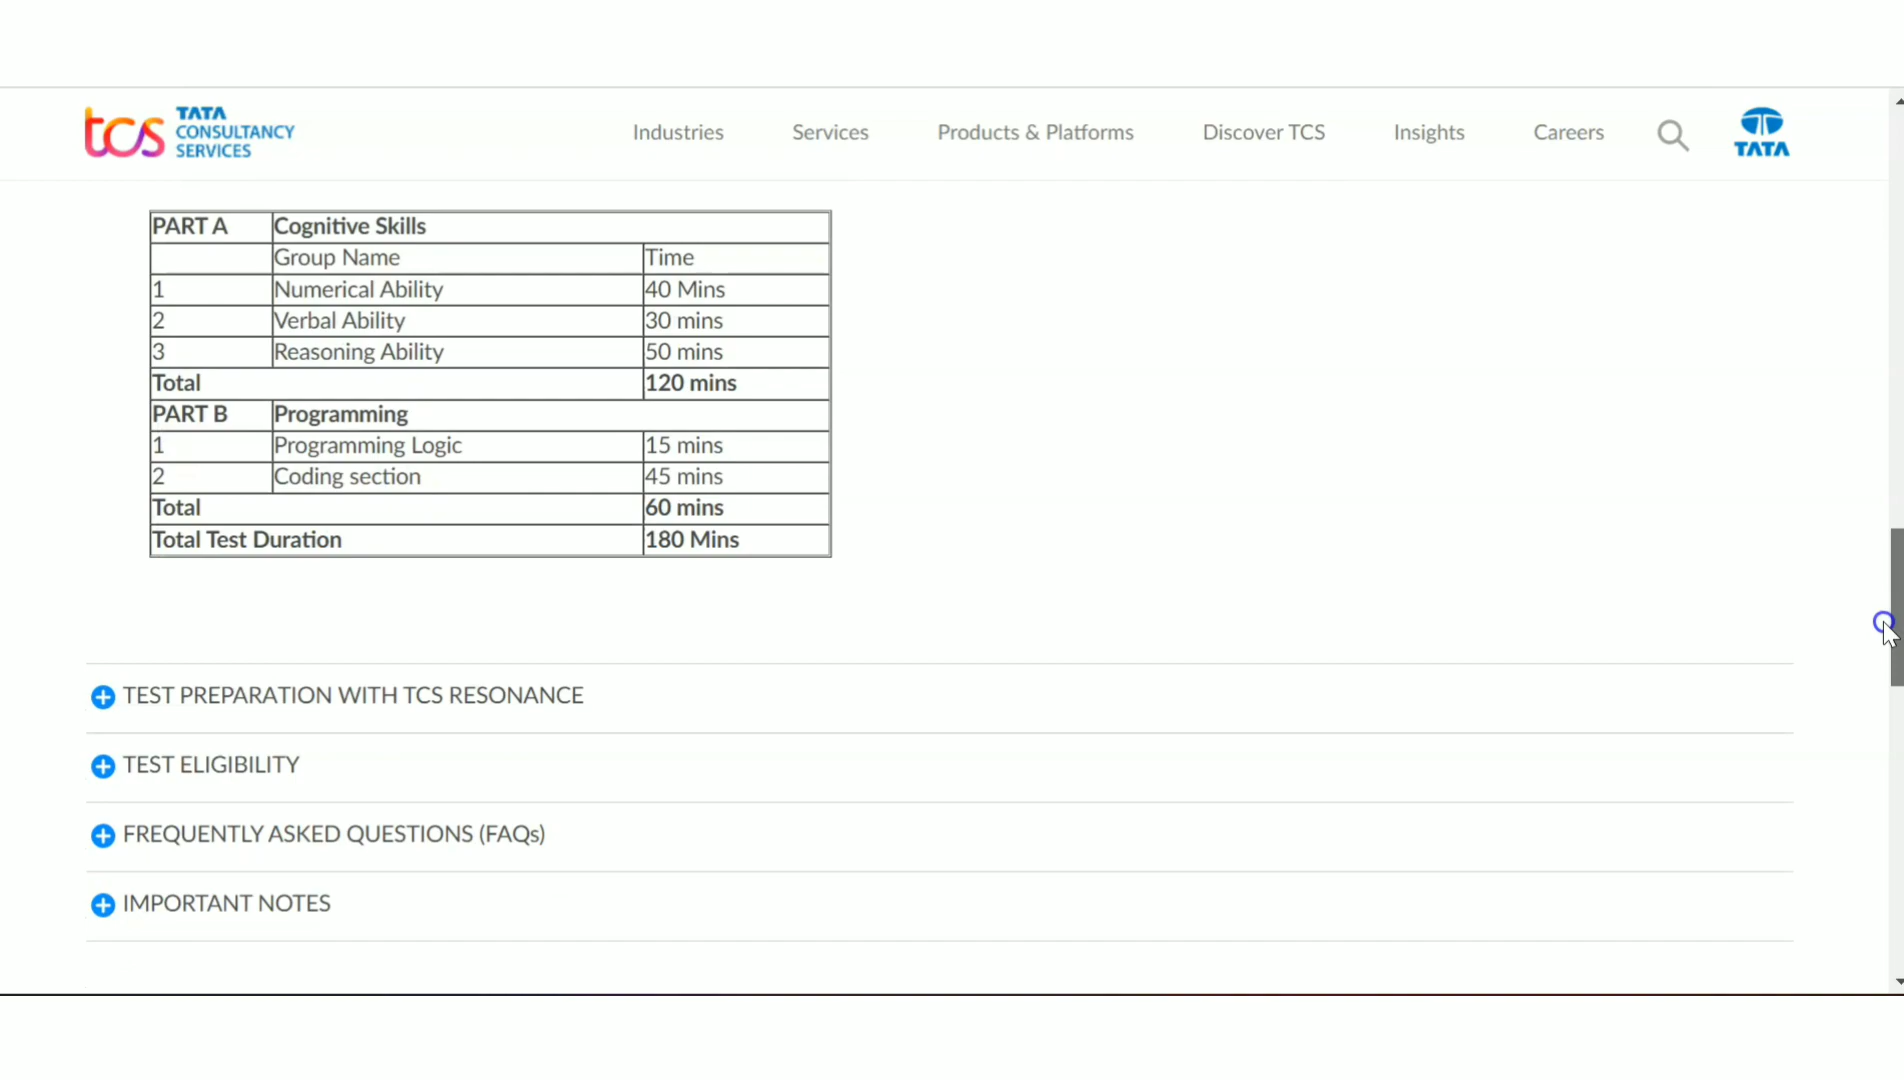 tcs TATA CONSULTANCY SERVICES
Industries Services Products & Platforms Discover TCS Insights Careers
TATA
PART A Cognitive Skills
Group Name Time
1 Numerical Ability 40 Mins
2 Verbal Ability 30 mins
3 Reasoning Ability 50 mins
Total 120 mins
PART B Programming
1 Programming Logic 15 mins
2 Coding section 45 mins
Total 60 mins
Total Test Duration 180 Mins
TEST PREPARATION WITH TCS RESONANCE
TEST ELIGIBILITY
FREQUENTLY ASKED QUESTIONS (FAQs)
IMPORTANT NOTES